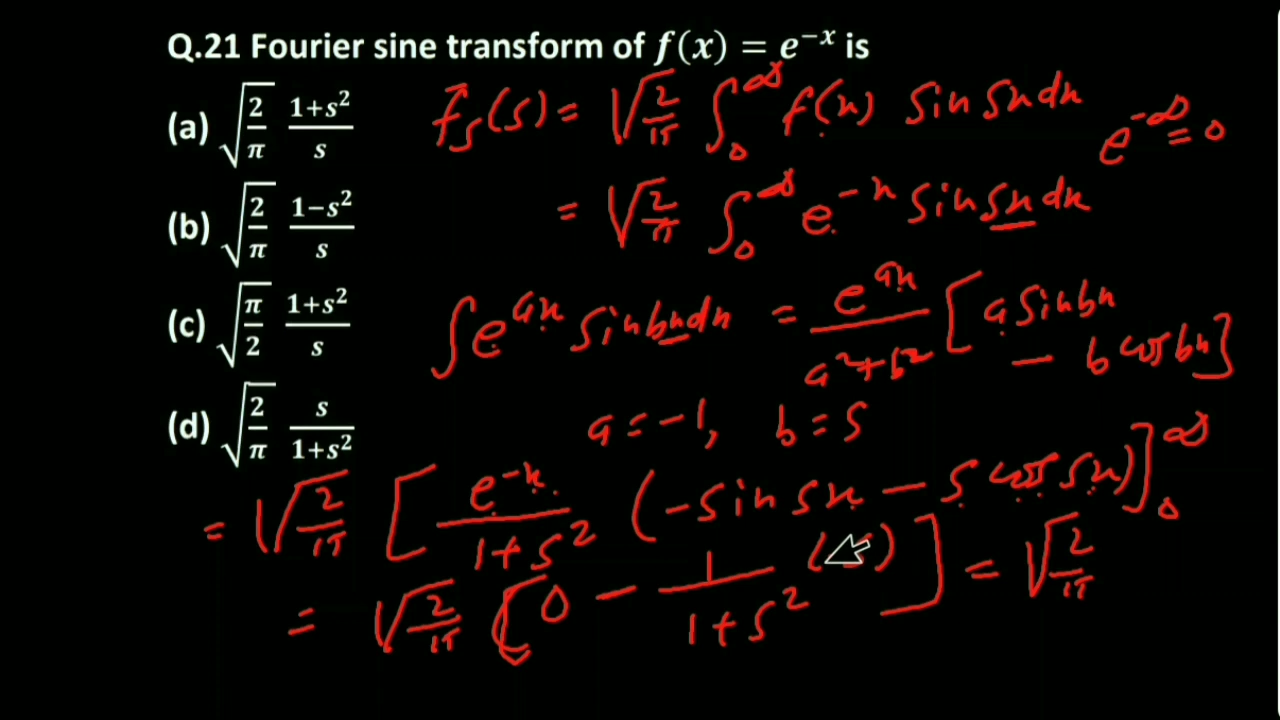 Q.21 Fourier sine transform of f(x) = e^{-x} is
(a) √(2/π) (1+s²)/s
(b) √(2/π) (1−s²)/s
(c) √(π/2) (1+s²)/s
(d) √(2/π) s/(1+s²)
f_s(s) = √(2/π) ∫_0^∞ f(x) sin sx dx
e^{-∞} = 0
= √(2/π) ∫_0^∞ e^{-x} sin sx dx
∫ e^{ax} sin bx dx = e^{ax}/(a²+b²) [a sin bx
− b cos bx]
a = −1, b = s
= √(2/π) [e^{-x}/(1+s²) (−sin sx − s cos sx)]_0^∞
= √(2/π) [0 − 1/(1+s²) ( )] = √(2/π)